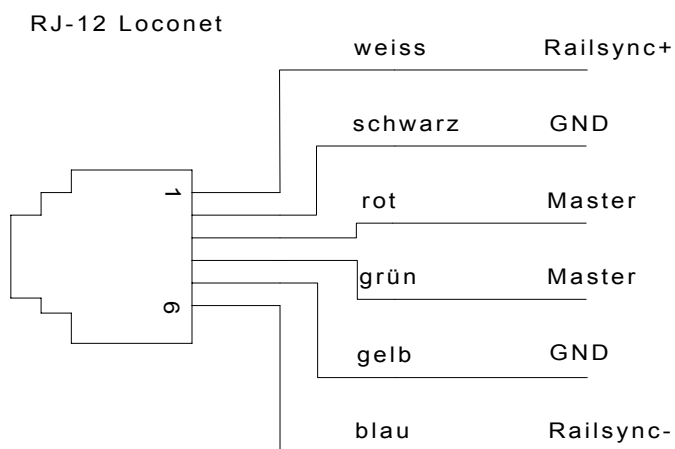 RJ-12 Loconet
weiss Railsync+
schwarz GND
1
rot Master
grün Master
6
gelb GND
blau Railsync-